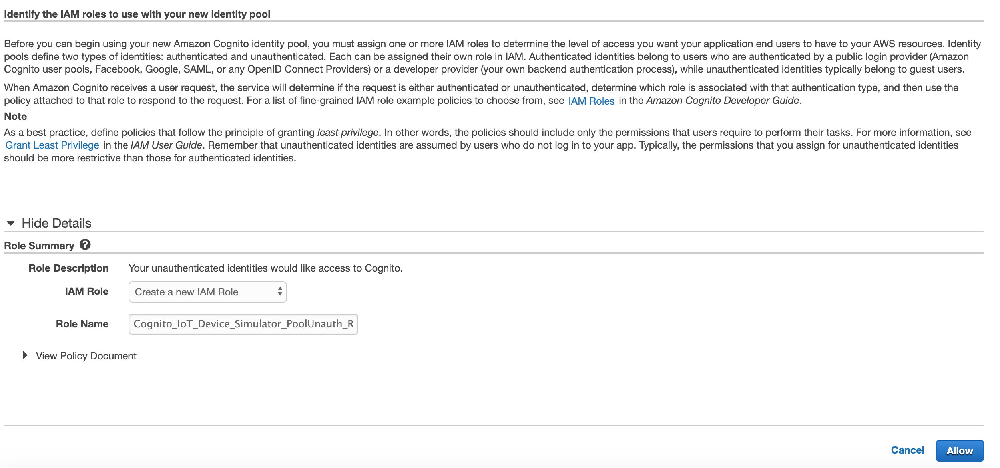 Identify the IAM roles to use with your new identity pool
Before you can begin using your new Amazon Cognito identity pool, you must assign one or more IAM roles to determine the level of access you want your application end users to have to your AWS resources. Identity
pools define two types of identities: authenticated and unauthenticated. Each can be assigned their own role in IAM. Authenticated identities belong to users who are authenticated by a public login provider (Amazon
Cognito user pools, Facebook, Google, SAML, or any OpenID Connect Providers) or a developer provider (your own backend authentication process), while unauthenticated identities typically belong to guest users.
When Amazon Cognito receives a user request, the service will determine if the request is either authenticated or unauthenticated, determine which role is associated with that authentication type, and then use the
policy attached to that role to respond to the request. For a list of fine-grained IAM role example policies to choose from, see IAM Roles in the Amazon Cognito Developer Guide.
Note
As a best practice, define policies that follow the principle of granting least privilege. In other words, the policies should include only the permissions that users require to perform their tasks. For more information, see
Grant Least Privilege in the IAM User Guide. Remember that unauthenticated identities are assumed by users who do not log in to your app. Typically, the permissions that you assign for unauthenticated identities
should be more restrictive than those for authenticated identities.
Hide Details
Role Summary ?
Role Description Your unauthenticated identities would like access to Cognito.
IAM Role Create a new IAM Role
Role Name Cognito_IoT_Device_Simulator_PoolUnauth_R
View Policy Document
Cancel Allow